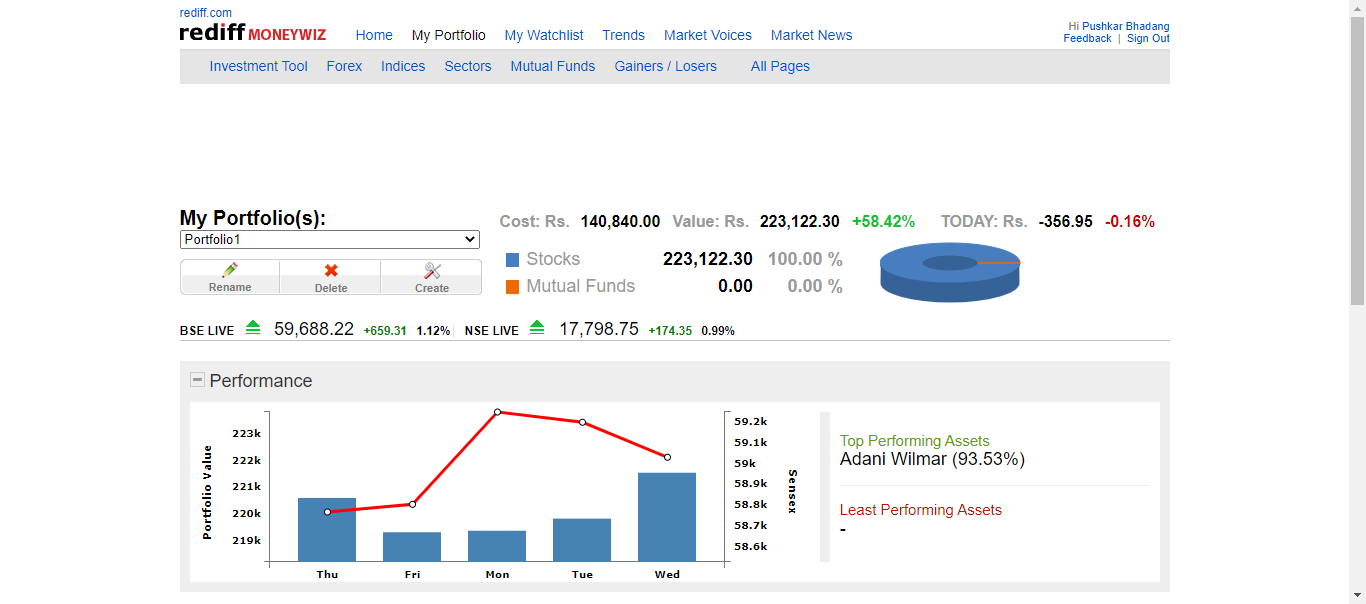 rediff.com
rediff MONEYWIZ Home My Portfolio My Watchlist Trends Market Voices Market News
Hi Pushkar Bhadang
Feedback | Sign Out
Investment Tool Forex Indices Sectors Mutual Funds Gainers / Losers All Pages
My Portfolio(s):
Portfolio1
Rename Delete Create
Cost: Rs. 140,840.00 Value: Rs. 223,122.30 +58.42% TODAY: Rs. -356.95 -0.16%
Stocks 223,122.30 100.00 %
Mutual Funds 0.00 0.00 %
BSE LIVE 59,688.22 +659.31 1.12% NSE LIVE 17,798.75 +174.35 0.99%
Performance
Portfolio Value
223k
222k
221k
220k
219k
Thu Fri Mon Tue Wed
59.2k
59.1k
59k
58.9k
58.8k
58.7k
58.6k
Sensex
Top Performing Assets
Adani Wilmar (93.53%)
Least Performing Assets
-